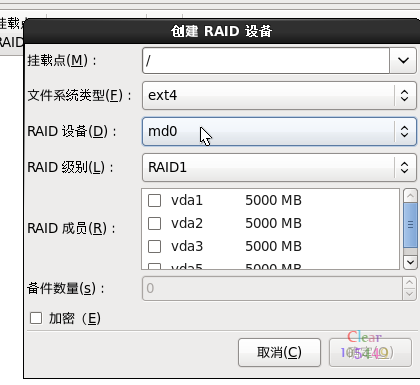 创建 RAID 设备
挂载点
RAID
挂载点(M)： /
文件系统类型(F)： ext4
RAID 设备(D)： md0
RAID 级别(L)： RAID1
RAID 成员(R)：
vda1 5000 MB
vda2 5000 MB
vda3 5000 MB
vda5 5000 MB
备件数量(s)： 0
加密（E)
取消(C)
Clear